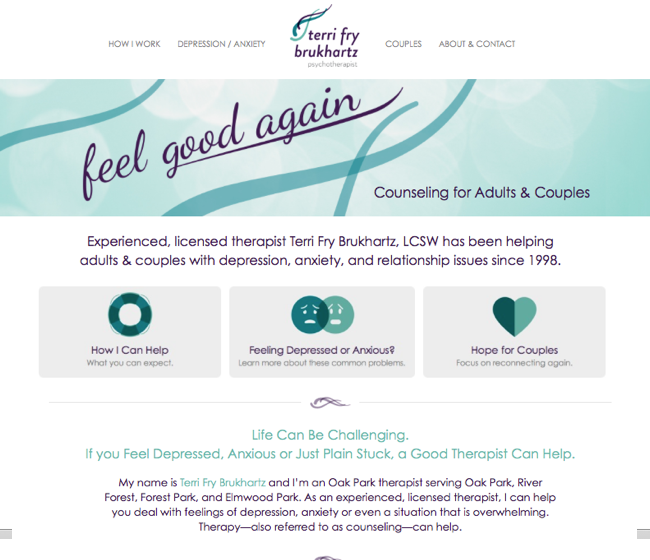 HOW I WORK
DEPRESSION / ANXIETY
terri fry
brukhartz
psychotherapist
COUPLES
ABOUT & CONTACT
feel good again
Counseling for Adults & Couples
Experienced, licensed therapist Terri Fry Brukhartz, LCSW has been helping
adults & couples with depression, anxiety, and relationship issues since 1998.
How I Can Help
What you can expect.
Feeling Depressed or Anxious?
Learn more about these common problems.
Hope for Couples
Focus on reconnecting again.
Life Can Be Challenging.
If you Feel Depressed, Anxious or Just Plain Stuck, a Good Therapist Can Help.
My name is Terri Fry Brukhartz and I'm an Oak Park therapist serving Oak Park, River
Forest, Forest Park, and Elmwood Park. As an experienced, licensed therapist, I can help
you deal with feelings of depression, anxiety or even a situation that is overwhelming.
Therapy—also referred to as counseling—can help.